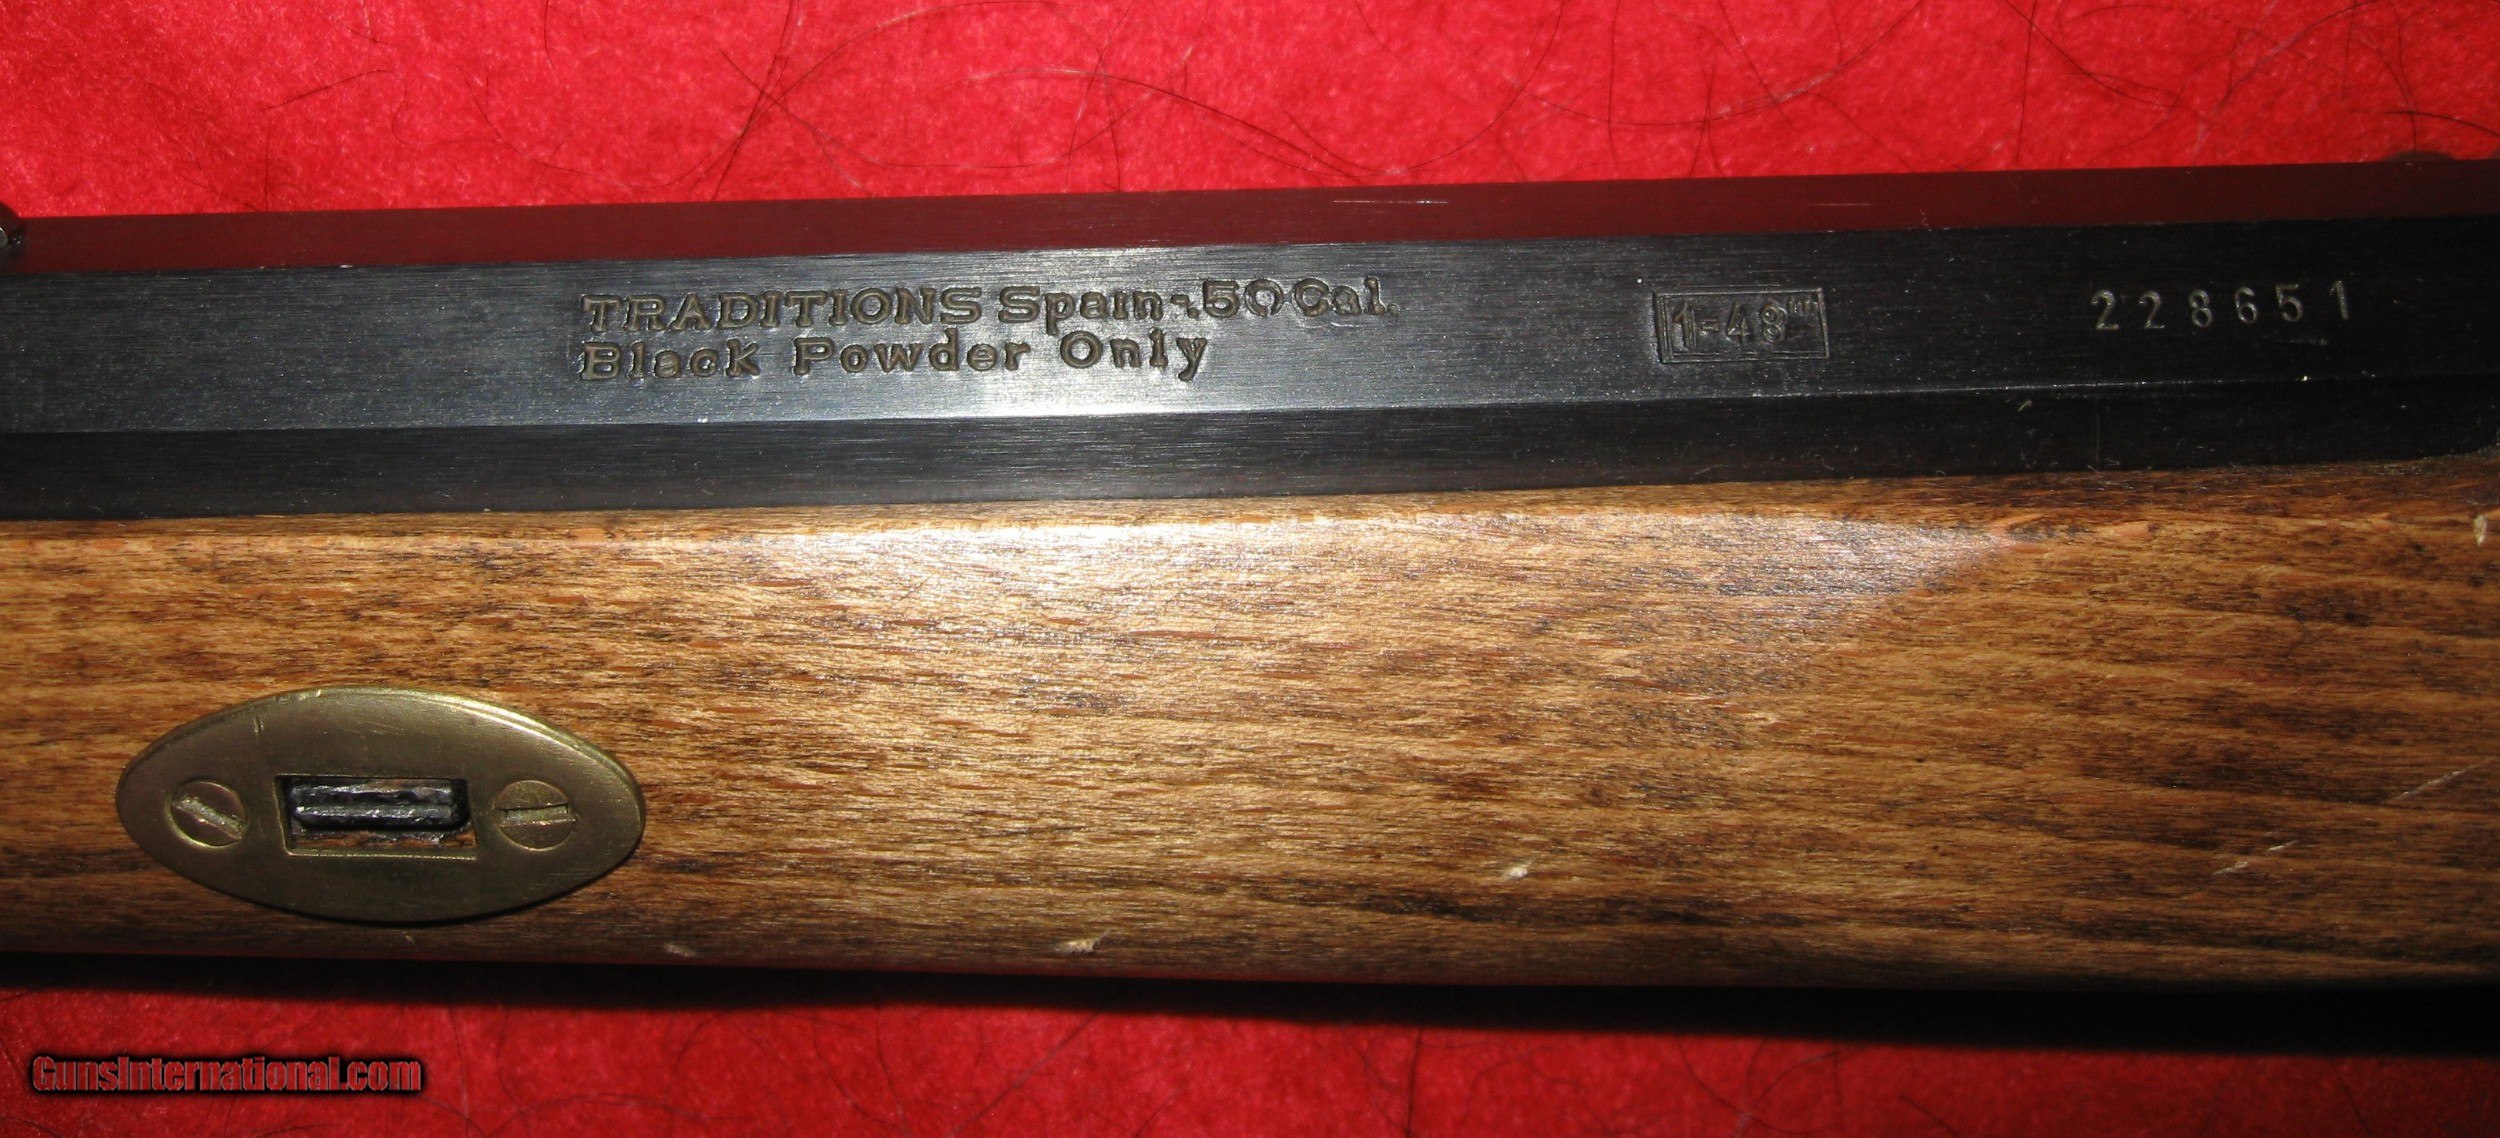 TRADITIONS Spain .50 Cal.
Black Powder Only
1-48"
228651
GunsInternational.com